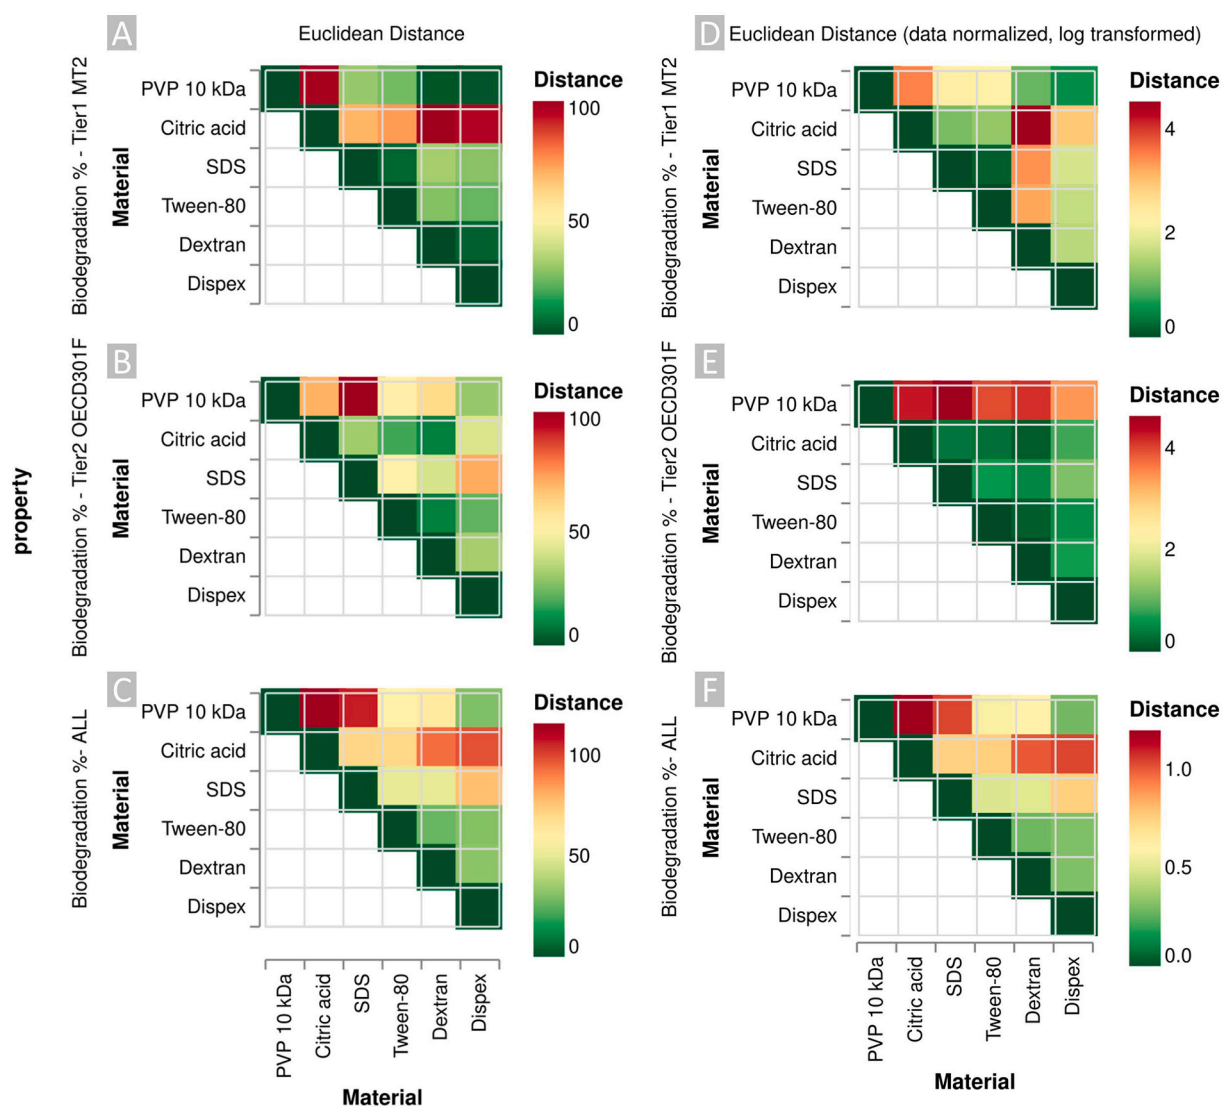 A
Euclidean Distance
D
Euclidean Distance (data normalized, log transformed)
property
Biodegradation % - Tier1 MT2
Material
PVP 10 kDa
Citric acid
SDS
Tween-80
Dextran
Dispex
Distance
100
50
0
Biodegradation % - Tier1 MT2
Material
PVP 10 kDa
Citric acid
SDS
Tween-80
Dextran
Dispex
Distance
4
2
0
B
Biodegradation % - Tier2 OECD301F
Material
PVP 10 kDa
Citric acid
SDS
Tween-80
Dextran
Dispex
Distance
100
50
0
E
Biodegradation % - Tier2 OECD301F
Material
PVP 10 kDa
Citric acid
SDS
Tween-80
Dextran
Dispex
Distance
4
2
0
C
Biodegradation %- ALL
Material
PVP 10 kDa
Citric acid
SDS
Tween-80
Dextran
Dispex
Distance
100
50
0
F
Biodegradation %- ALL
Material
PVP 10 kDa
Citric acid
SDS
Tween-80
Dextran
Dispex
Distance
1.0
0.5
0.0
PVP 10 kDa
Citric acid
SDS
Tween-80
Dextran
Dispex
Material
PVP 10 kDa
Citric acid
SDS
Tween-80
Dextran
Dispex
Material